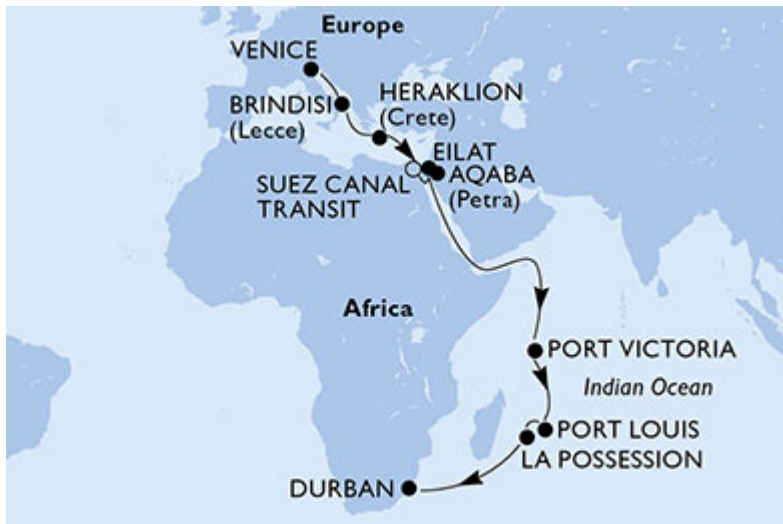 Europe
VENICE
BRINDISI
(Lecce)
HERAKLION
(Crete)
EILAT
AQABA
(Petra)
SUEZ CANAL
TRANSIT
Africa
PORT VICTORIA
Indian Ocean
PORT LOUIS
LA POSSESSION
DURBAN